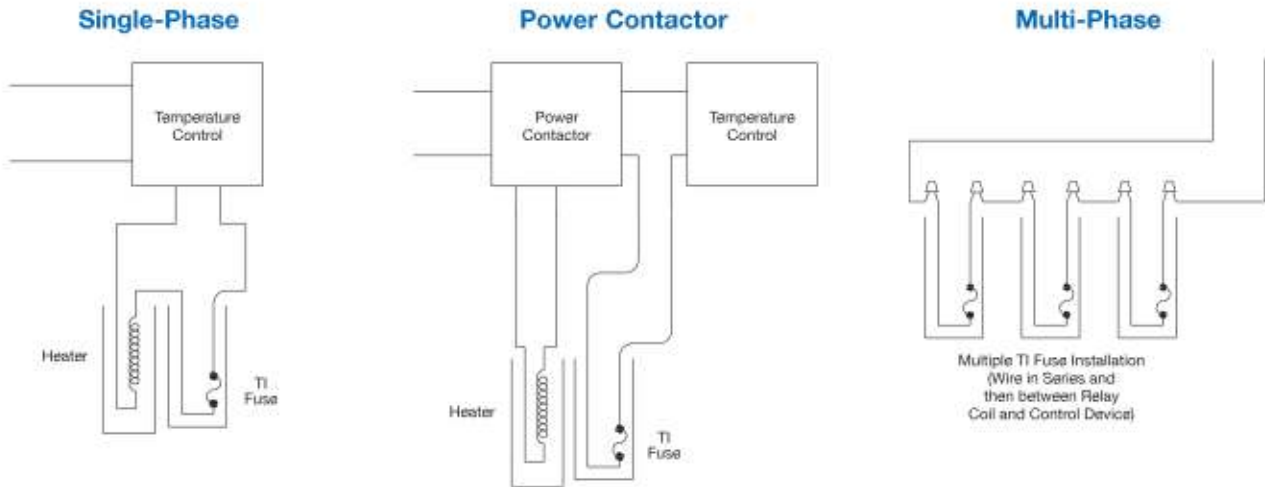 Single-Phase
Power Contactor
Multi-Phase
Temperature
Control
Power
Contactor
Temperature
Control
Heater
TI
Fuse
Heater
TI
Fuse
Multiple TI Fuse Installation
(Wire in Series and
then between Relay
Coil and Control Device)